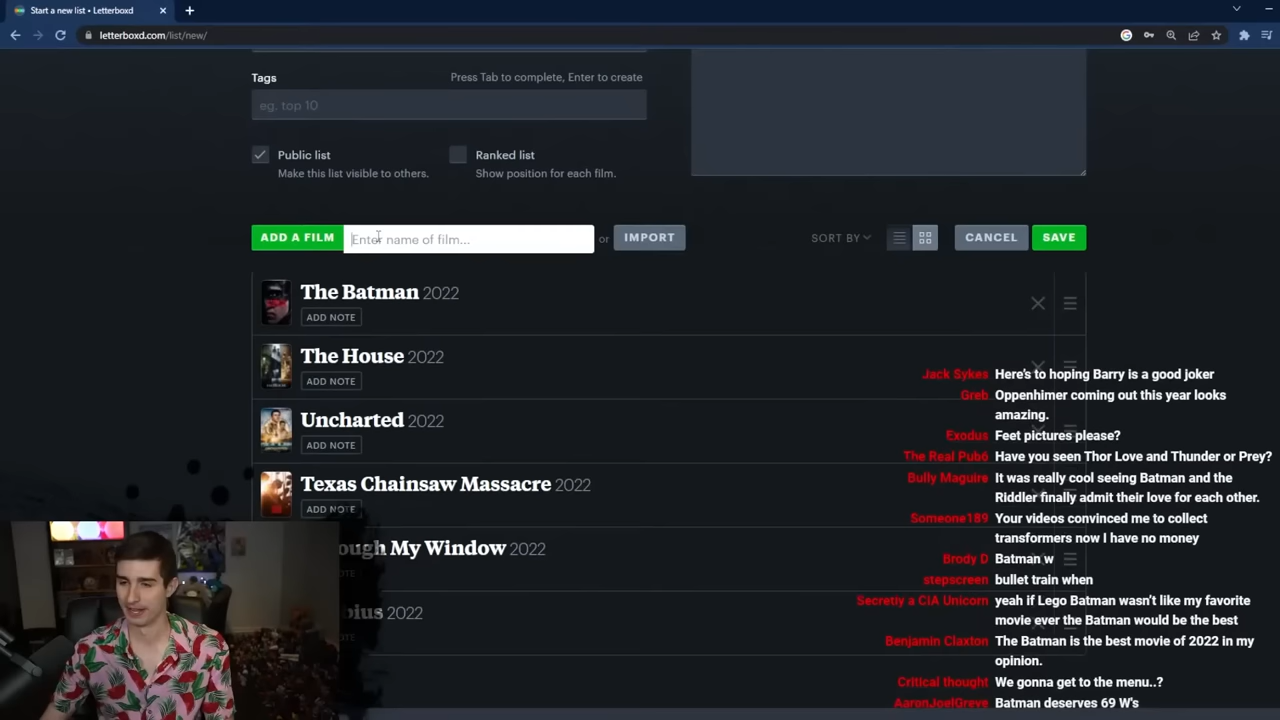 Start a new list • Letterboxd
letterboxd.com/list/new/
Tags
Press Tab to complete, Enter to create
eg. top 10
Public list
Make this list visible to others.
Ranked list
Show position for each film.
ADD A FILM
Enter name of film...
or
IMPORT
SORT BY
CANCEL
SAVE
The Batman 2022
ADD NOTE
The House 2022
ADD NOTE
Uncharted 2022
ADD NOTE
Texas Chainsaw Massacre 2022
ADD NOTE
ough My Window 2022
bius 2022
Jack Sykes Here's to hoping Barry is a good joker
Greb Oppenhimer coming out this year looks
amazing.
Exodus Feet pictures please?
The Real Pub6 Have you seen Thor Love and Thunder or Prey?
Bully Maguire It was really cool seeing Batman and the
Riddler finally admit their love for each other.
Someone189 Your videos convinced me to collect
transformers now I have no money
Brody D Batman w
stepscreen bullet train when
Secretiy a CIA Unicorn yeah if Lego Batman wasn't like my favorite
movie ever the Batman would be the best
Benjamin Claxton The Batman is the best movie of 2022 in my
opinion.
Critical thought We gonna get to the menu..?
AaronJoelGreve Batman deserves 69 W's